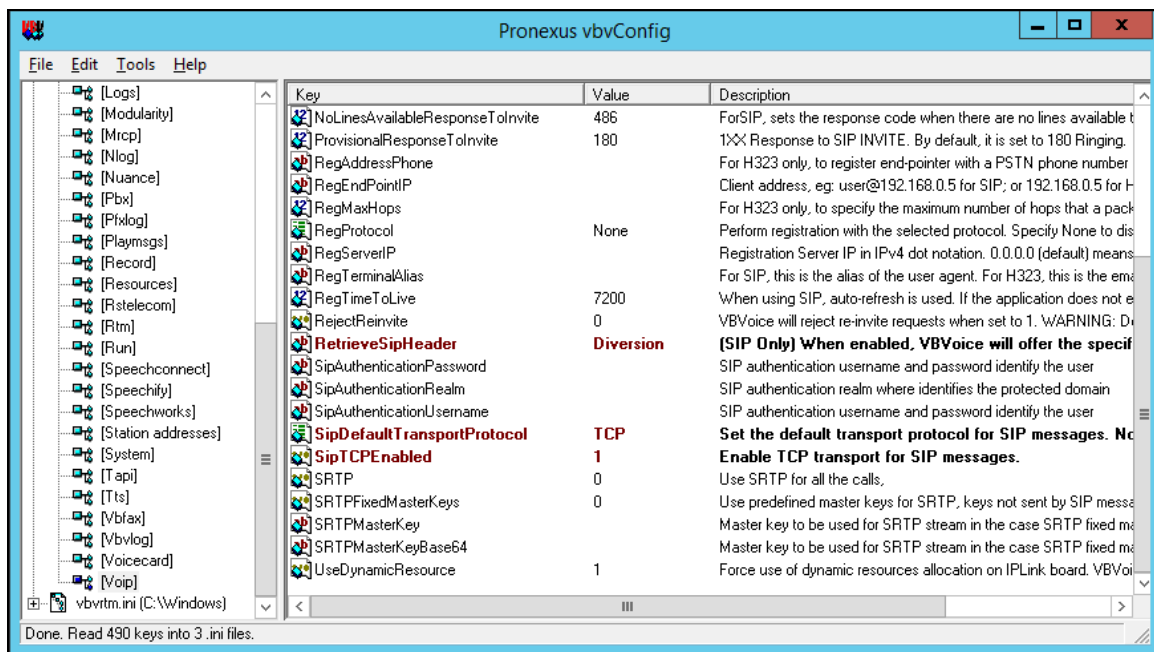 Pronexus vbvConfig
File Edit Tools Help
[Logs]
[Modularity]
[Mrcp]
[Nlog]
[Nuance]
[Pbx]
[Pfxlog]
[Playmsgs]
[Record]
[Resources]
[Rstelecom]
[Rtm]
[Run]
[Speechconnect]
[Speechify]
[Speechworks]
[Station addresses]
[System]
[Tapi]
[Tts]
[Vbfax]
[Vbvlog]
[Voicecard]
[Voip]
vbvrtm.ini (C:\Windows)
Key Value Description
NoLinesAvailableResponseToInvite 486 ForSIP, sets the response code when there are no lines available t
ProvisionalResponseToInvite 180 1XX Response to SIP INVITE. By default, it is set to 180 Ringing.
RegAddressPhone For H323 only, to register end-pointer with a PSTN phone number
RegEndPointIP Client address, eg: user@192.168.0.5 for SIP; or 192.168.0.5 for H
RegMaxHops For H323 only, to specify the maximum number of hops that a pack
RegProtocol None Perform registration with the selected protocol. Specify None to dis
RegServerIP Registration Server IP in IPv4 dot notation. 0.0.0.0 (default) means
RegTerminalAlias For SIP, this is the alias of the user agent. For H323, this is the ema
RegTimeToLive 7200 When using SIP, auto-refresh is used. If the application does not e
RejectReinvite 0 VBVoice will reject re-invite requests when set to 1. WARNING: De
RetrieveSipHeader Diversion (SIP Only) When enabled, VBVoice will offer the specif
SipAuthenticationPassword SIP authentication username and password identify the user
SipAuthenticationRealm SIP authentication realm where identifies the protected domain
SipAuthenticationUsername SIP authentication username and password identify the user
SipDefaultTransportProtocol TCP Set the default transport protocol for SIP messages. No
SipTCPEnabled 1 Enable TCP transport for SIP messages.
SRTP 0 Use SRTP for all the calls,
SRTPFixedMasterKeys 0 Use predefined master keys for SRTP, keys not sent by SIP messa
SRTPMasterKey Master key to be used for SRTP stream in the case SRTP fixed ma
SRTPMasterKeyBase64 Master key to be used for SRTP stream in the case SRTP fixed ma
UseDynamicResource 1 Force use of dynamic resources allocation on IPLink board. VBVoi
Done. Read 490 keys into 3 .ini files.